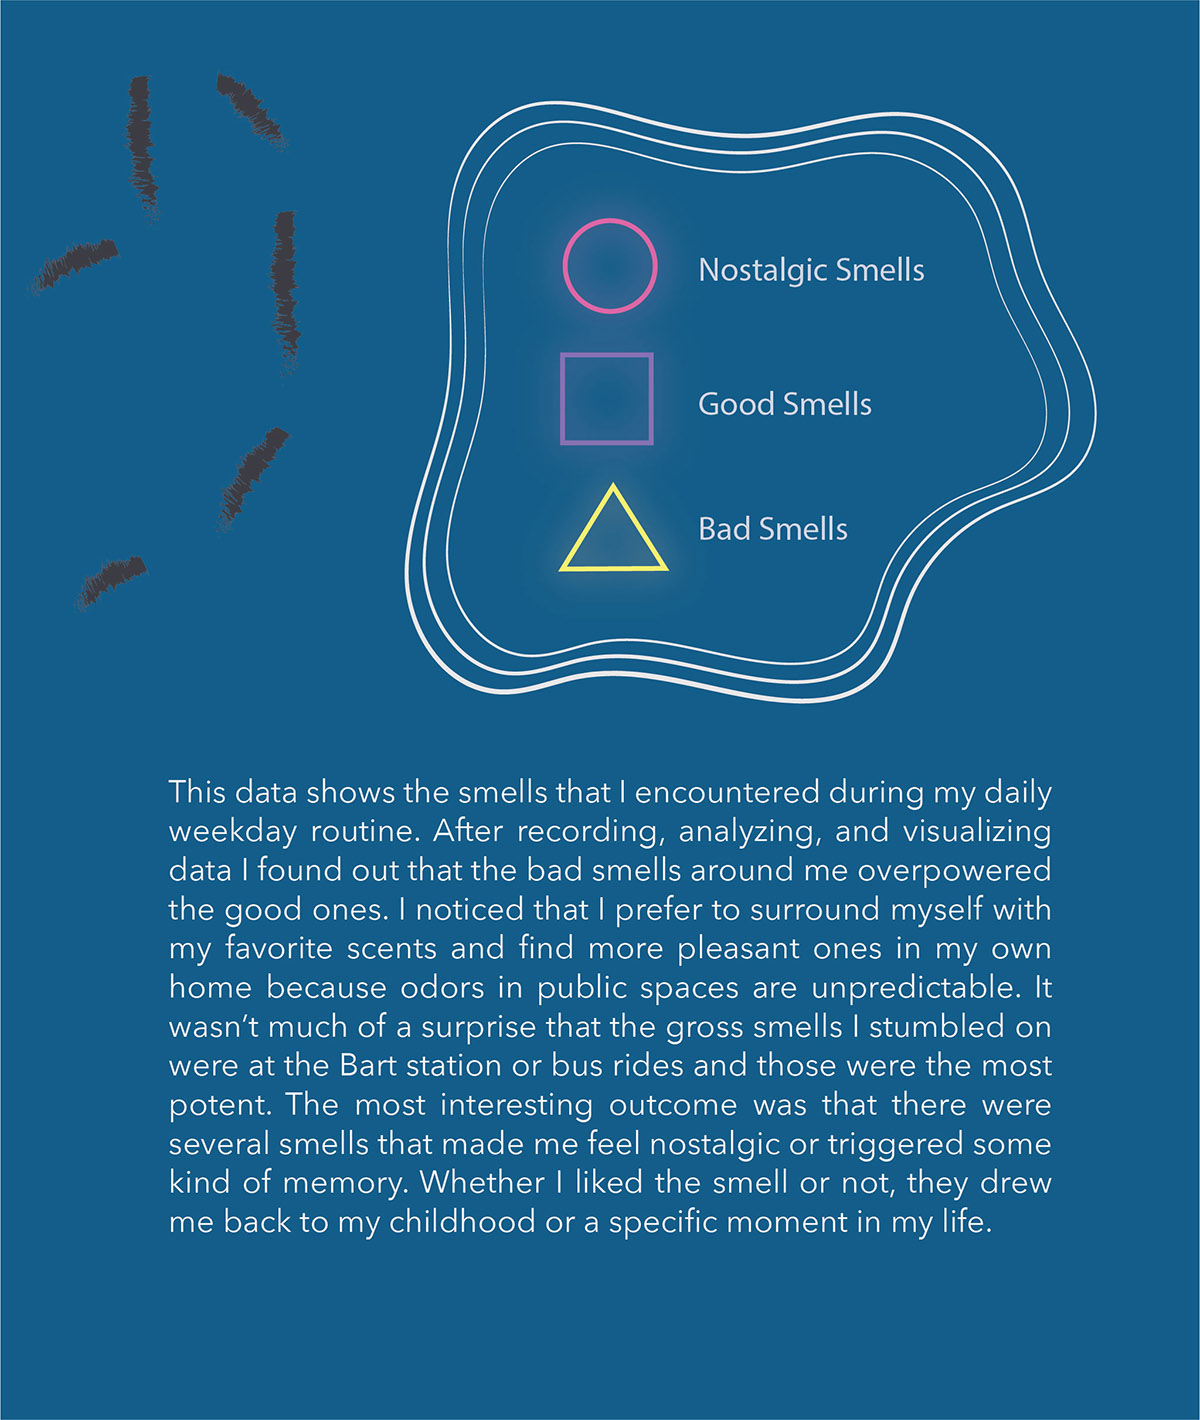 Nostalgic Smells
Good Smells
Bad Smells
This data shows the smells that I encountered during my daily
weekday routine. After recording, analyzing, and visualizing
data I found out that the bad smells around me overpowered
the good ones. I noticed that I prefer to surround myself with
my favorite scents and find more pleasant ones in my own
home because odors in public spaces are unpredictable. It
wasn’t much of a surprise that the gross smells I stumbled on
were at the Bart station or bus rides and those were the most
potent. The most interesting outcome was that there were
several smells that made me feel nostalgic or triggered some
kind of memory. Whether I liked the smell or not, they drew
me back to my childhood or a specific moment in my life.